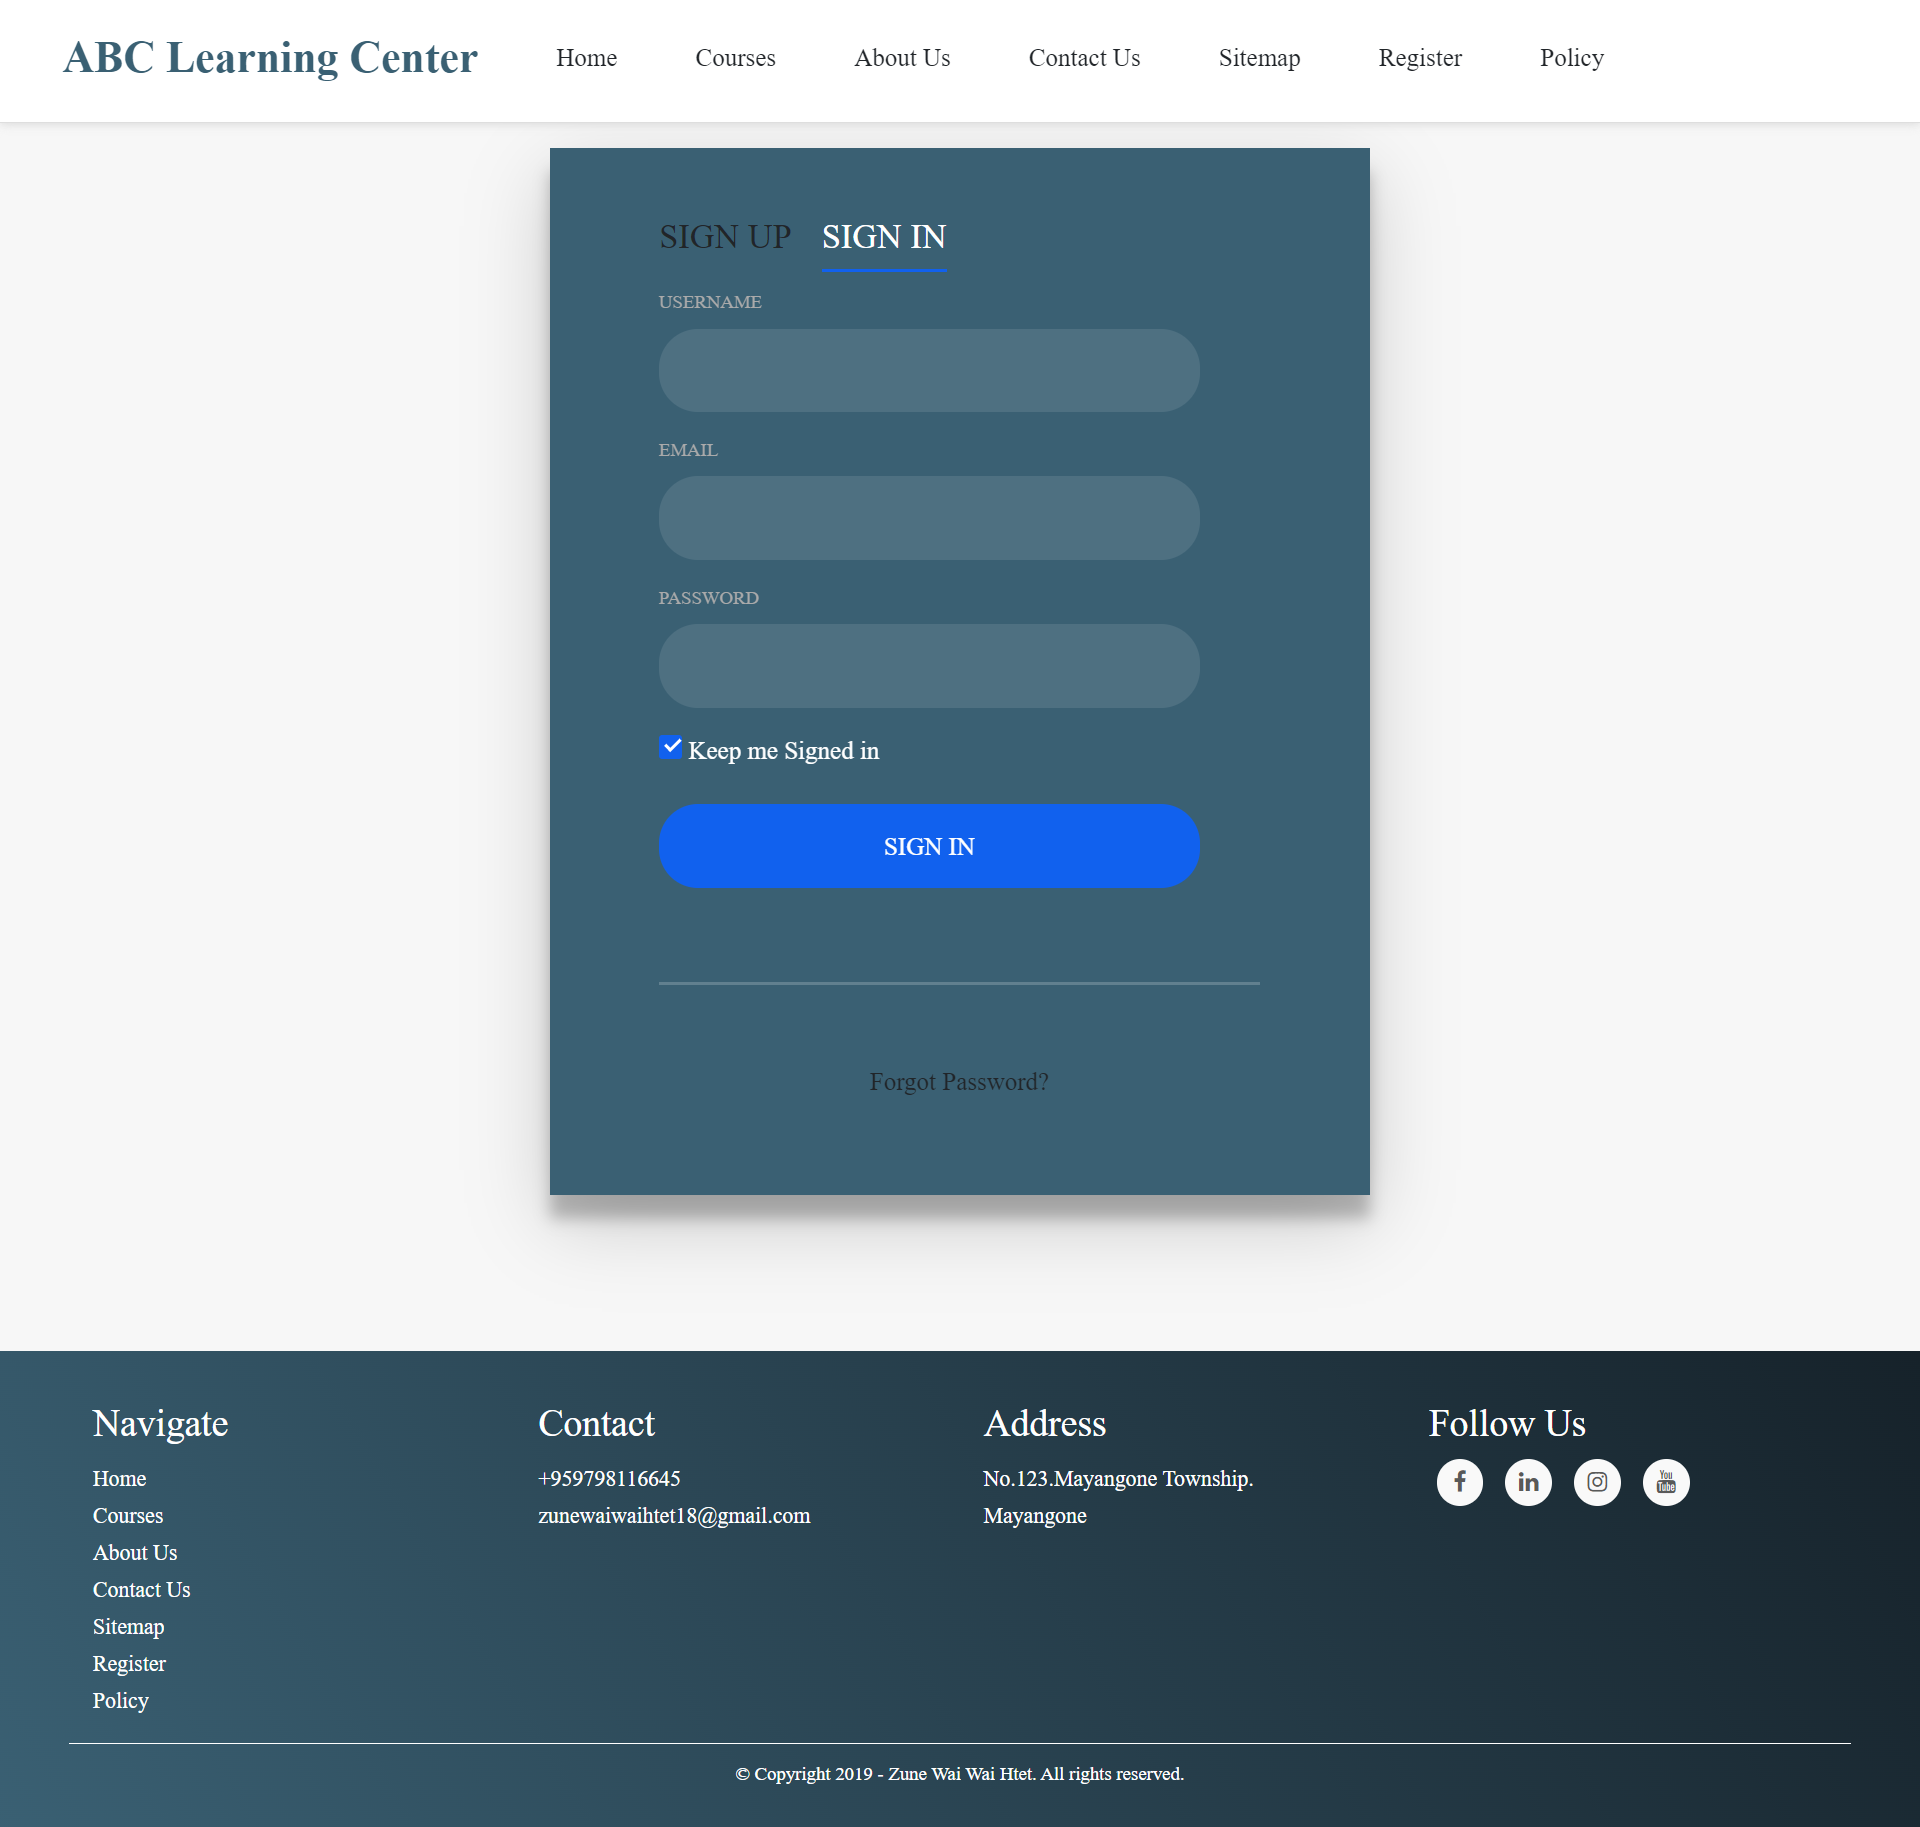 ABC Learning Center Home Courses About Us Contact Us Sitemap Register Policy
SIGN UP SIGN IN
USERNAME
EMAIL
PASSWORD
Keep me Signed in
SIGN IN
Forgot Password?
Navigate
Home
Courses
About Us
Contact Us
Sitemap
Register
Policy
Contact
+959798116645
zunewaiwaihtet18@gmail.com
Address
No.123.Mayangone Township.
Mayangone
Follow Us
You
Tube
© Copyright 2019 - Zune Wai Wai Htet. All rights reserved.